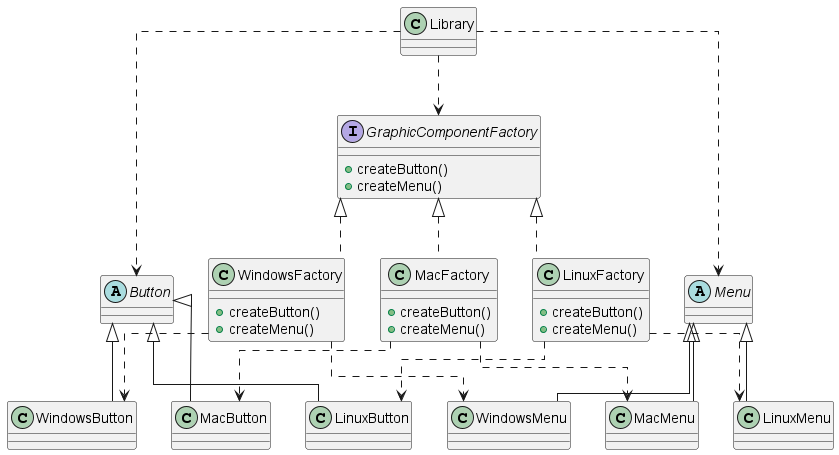 C Library
I GraphicComponentFactory
createButton()
createMenu()
A Button
C WindowsFactory
createButton()
createMenu()
C MacFactory
createButton()
createMenu()
C LinuxFactory
createButton()
createMenu()
A Menu
C WindowsButton
C MacButton
C LinuxButton
C WindowsMenu
C MacMenu
C LinuxMenu